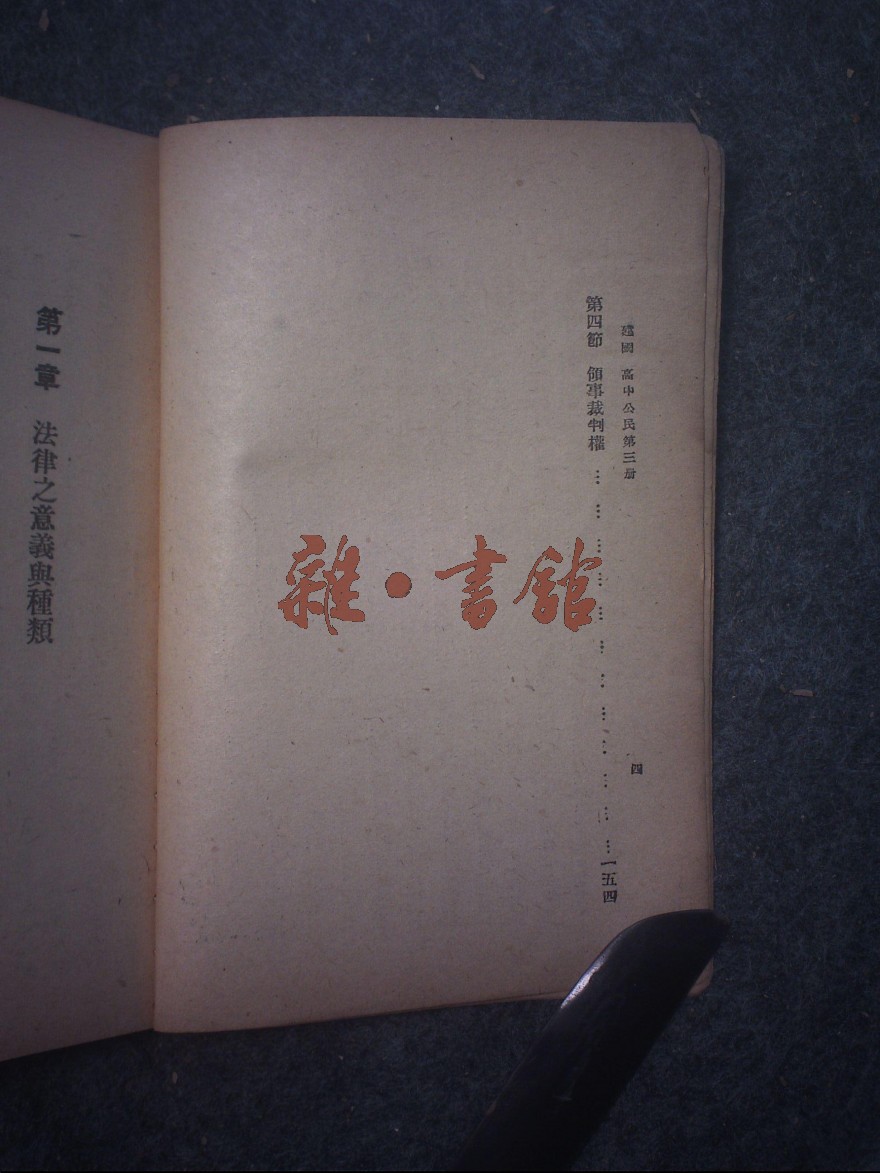 建國 高中公民第三册
四
第四節 領事裁判權 … … … … … … … … … … … …一五四
雜·書館
第一章 法律之意義與種類